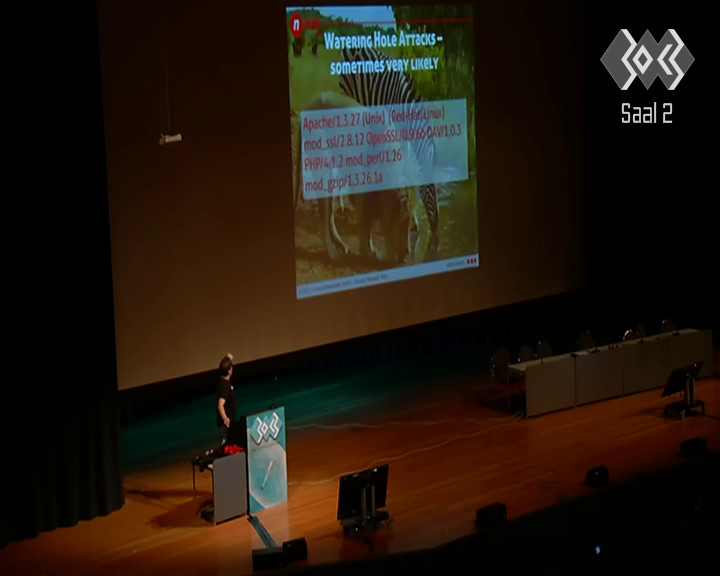 Watering Hole Attacks –
sometimes very likely
Apache/1.3.27 (Unix) (Red-Hat/Linux)
mod_ssl/2.8.12 OpenSSL/0.9.6b DAV/1.0.3
PHP/4.1.2 mod_perl/1.26
mod_gzip/1.3.26.1a
30C3
Saal 2
30C3